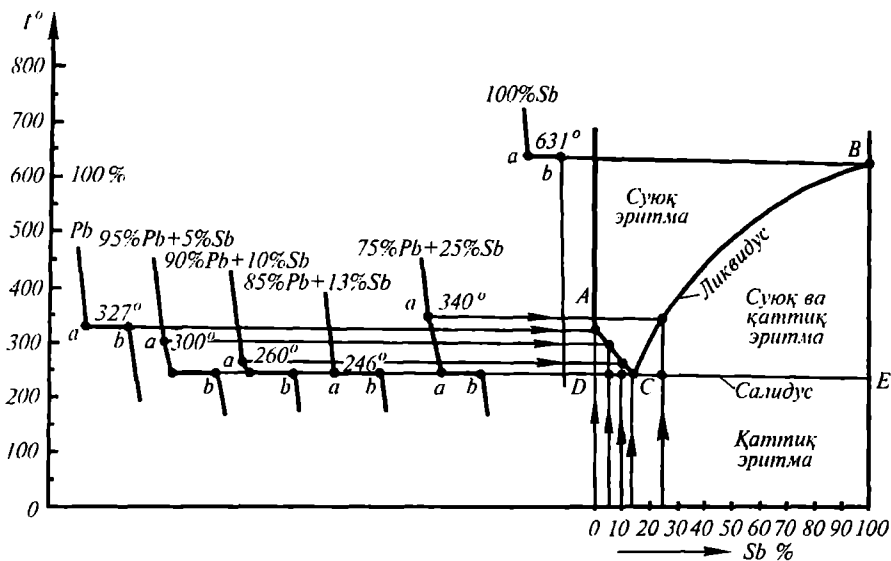 t°
800
700
600
500
400
300
200
100
0
100 %
Pb
327°
a
b
95%Pb+5%Sb
a
300°
b
90%Pb+10%Sb
a
260°
b
85%Pb+13%Sb
246°
a
b
75%Pb+25%Sb
a
340°
a
b
100%Sb
631°
a
b
A
B
C
D
E
Суюқ
эритма
Ликвидус
Суюқ ва
қаттиқ
эритма
Салидус
Қаттиқ
эритма
0 10 20 30 40 50 60 70 80 90 100
Sb %